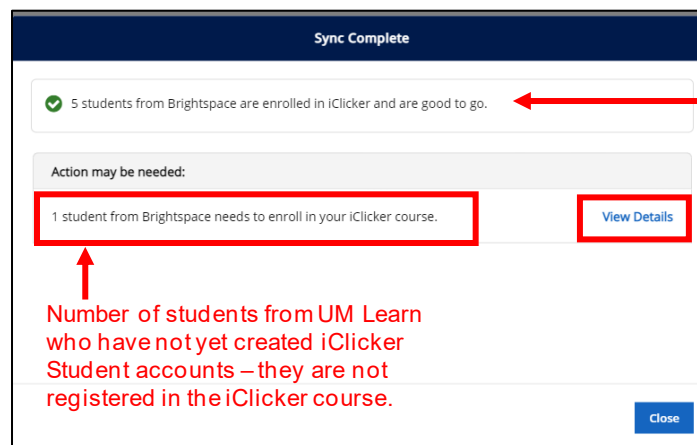 Sync Complete
5 students from Brightspace are enrolled in iClicker and are good to go.
Action may be needed:
1 student from Brightspace needs to enroll in your iClicker course.
View Details
Number of students from UM Learn
who have not yet created iClicker
Student accounts – they are not
registered in the iClicker course.
Close